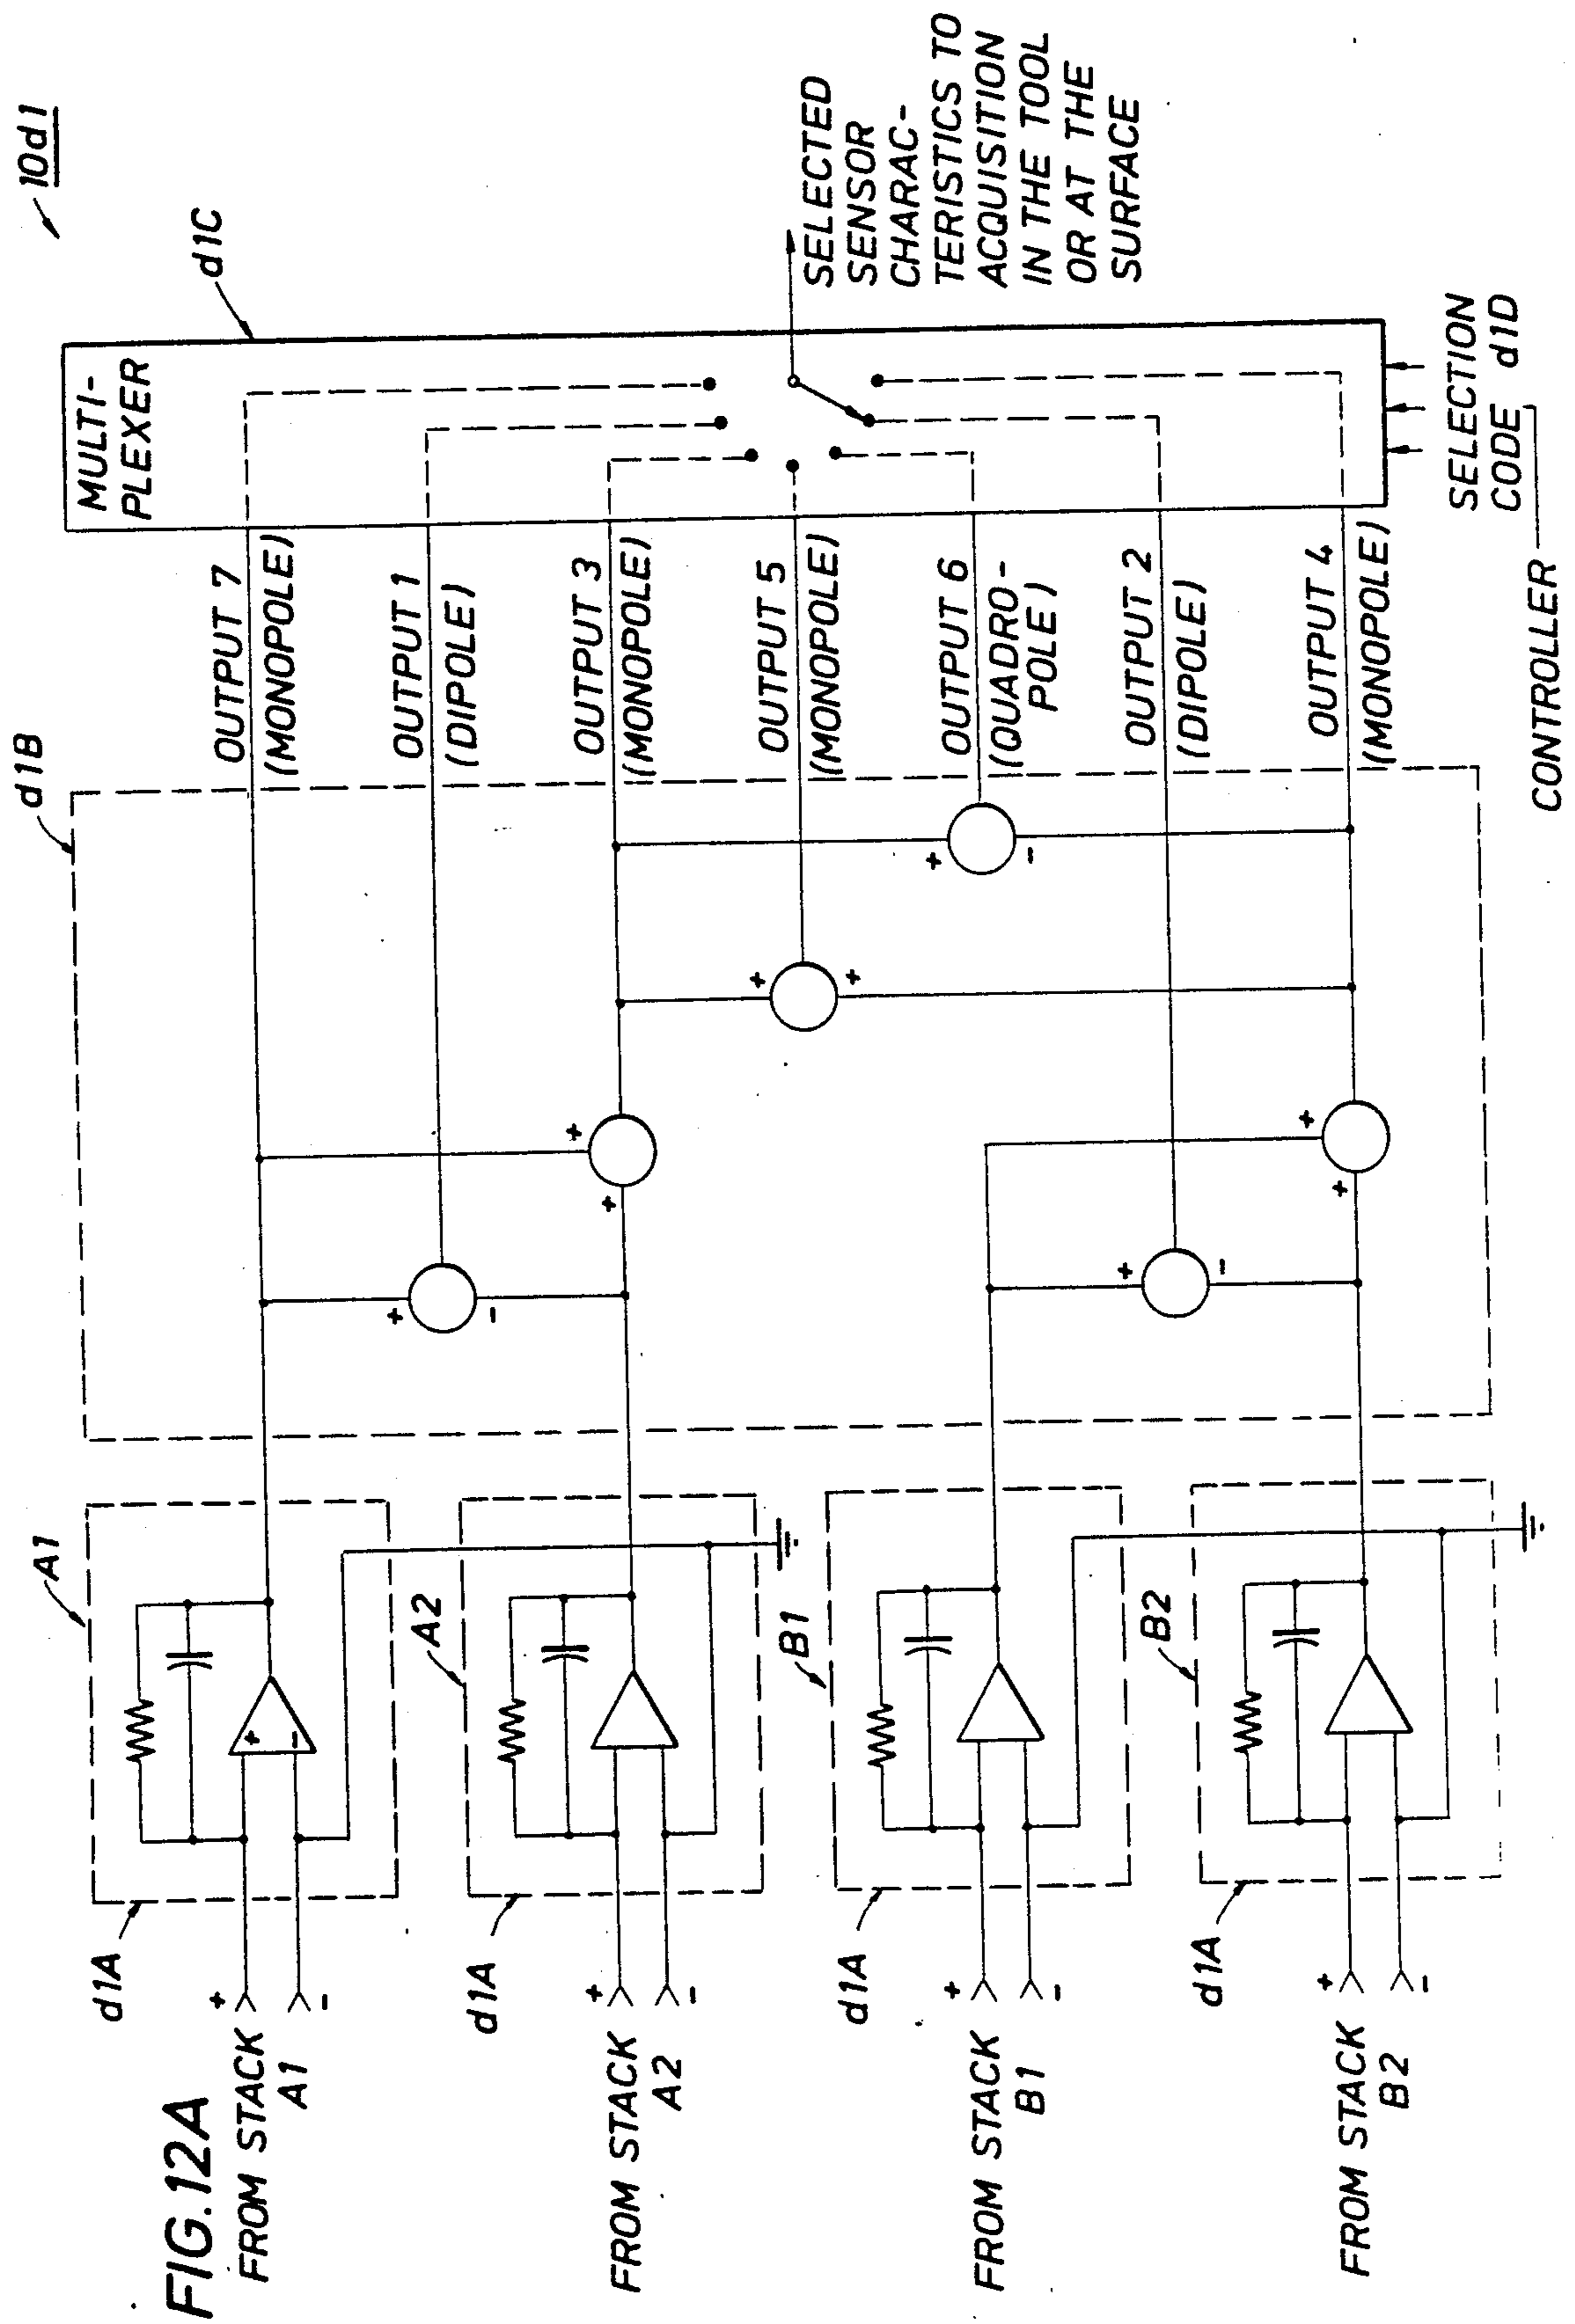 FIG.12A
10d1
d1C
d1B
MULTI-
PLEXER
SELECTED
SENSOR
CHARAC-
TERISTICS TO
ACQUISITION
IN THE TOOL
OR AT THE
SURFACE
SELECTION
CODE d1D
CONTROLLER
OUTPUT 7
(MONOPOLE)
OUTPUT 1
(DIPOLE)
OUTPUT 3
(MONOPOLE)
OUTPUT 5
(MONOPOLE)
OUTPUT 6
(QUADRO-
POLE)
OUTPUT 2
(DIPOLE)
OUTPUT 4
(MONOPOLE)
+
-
+
+
+
+
+
-
+
-
+
+
A1
d1A
+
-
+
-
FROM STACK
A1
A2
d1A
+
-
FROM STACK
A2
B1
d1A
+
-
FROM STACK
B1
B2
d1A
+
-
FROM STACK
B2